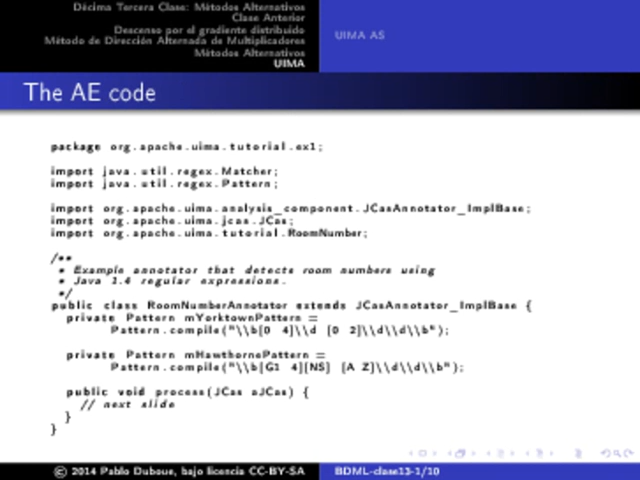 Décima Tercera Clase: Métodos Alternativos
Clase Anterior
Descenso por el gradiente distribuido
Método de Dirección Alternada de Multiplicadores
Métodos Alternativos
UIMA
UIMA AS
The AE code
package org.apache.uima.tutorial.ex1;
import java.util.regex.Matcher;
import java.util.regex.Pattern;
import org.apache.uima.analysis_component.JCasAnnotator_ImplBase;
import org.apache.uima.jcas.JCas;
import org.apache.uima.tutorial.RoomNumber;
/**
* Example annotator that detects room numbers using
* Java 1.4 regular expressions.
*/
public class RoomNumberAnnotator extends JCasAnnotator_ImplBase {
private Pattern mYorktownPattern =
Pattern.compile("\\b[0 4]\\d [0 2]\\d\\d\\b");
private Pattern mHawthornePattern =
Pattern.compile("\\b[G1 4][NS] [A Z]\\d\\d\\b");
public void process(JCas aJCas) {
// next slide
}
}
© 2014 Pablo Duboue, bajo licencia CC-BY-SA
BDML-clase13-1/10